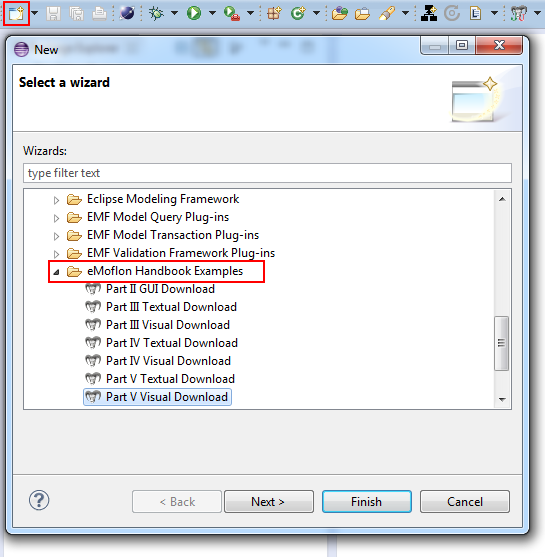 New
Select a wizard
Wizards:
type filter text
Eclipse Modeling Framework
EMF Model Query Plug-ins
EMF Model Transaction Plug-ins
EMF Validation Framework Plug-ins
eMoflon Handbook Examples
Part II GUI Download
Part III Textual Download
Part III Visual Download
Part IV Textual Download
Part IV Visual Download
Part V Textual Download
Part V Visual Download
< Back
Next >
Finish
Cancel